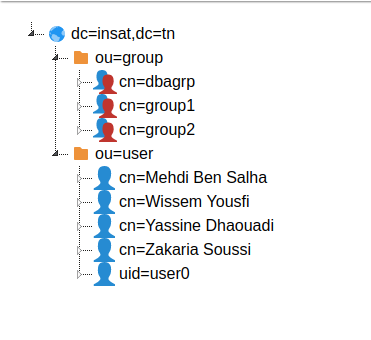 dc=insat,dc=tn
ou=group
cn=dbagrp
cn=group1
cn=group2
ou=user
cn=Mehdi Ben Salha
cn=Wissem Yousfi
cn=Yassine Dhaouadi
cn=Zakaria Soussi
uid=user0